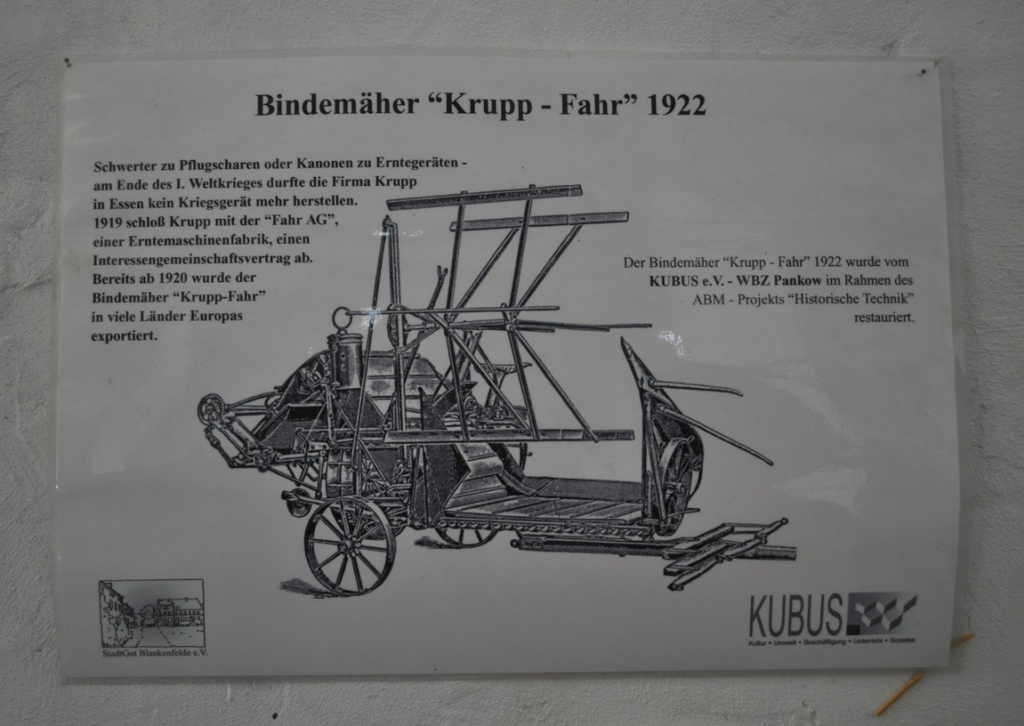 Bindemäher “Krupp - Fahr” 1922
Schwerter zu Pflugscharen oder Kanonen zu Erntegeräten -
am Ende des I. Weltkrieges durfte die Firma Krupp
in Essen kein Kriegsgerät mehr herstellen.
1919 schloß Krupp mit der “Fahr AG”,
einer Erntemaschinenfabrik, einen
Interessengemeinschaftsvertrag ab.
Bereits ab 1920 wurde der
Bindemäher “Krupp-Fahr”
in viele Länder Europas
exportiert.
Der Bindemäher “Krupp - Fahr” 1922 wurde vom
KUBUS e.V. - WBZ Pankow im Rahmen des
ABM - Projekts “Historische Technik”
restauriert.
StadtGut Blankenfelde e.V.
KUBUS
Kultur • Umwelt • Beschäftigung • Unterricht • Soziales